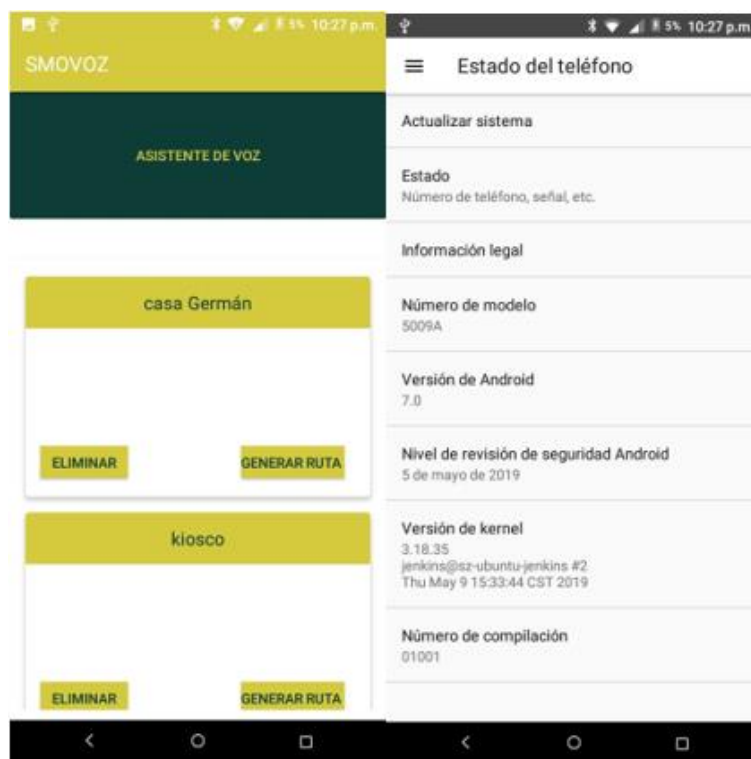 5% 10:27 p.m.
SMOVOZ
ASISTENTE DE VOZ
casa Germán
ELIMINAR GENERAR RUTA
kiosco
ELIMINAR GENERAR RUTA
5% 10:27 p.m.
Estado del teléfono
Actualizar sistema
Estado
Número de teléfono, señal, etc.
Información legal
Número de modelo
5009A
Versión de Android
7.0
Nivel de revisión de seguridad Android
5 de mayo de 2019
Versión de kernel
3.18.35
jenkins@sz-ubuntu-jenkins #2
Thu May 9 15:33:44 CST 2019
Número de compilación
01001